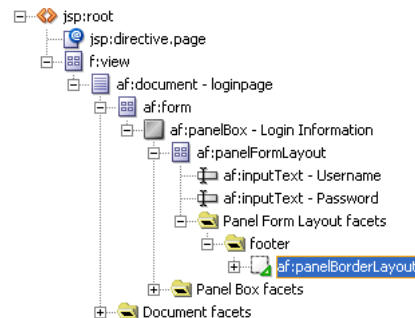 jsp:root
jsp:directive.page
f:view
af:document - loginpage
af:form
af:panelBox - Login Information
af:panelFormLayout
af:inputText - Username
af:inputText - Password
Panel Form Layout facets
footer
af:panelBorderLayout
Panel Box facets
Document facets